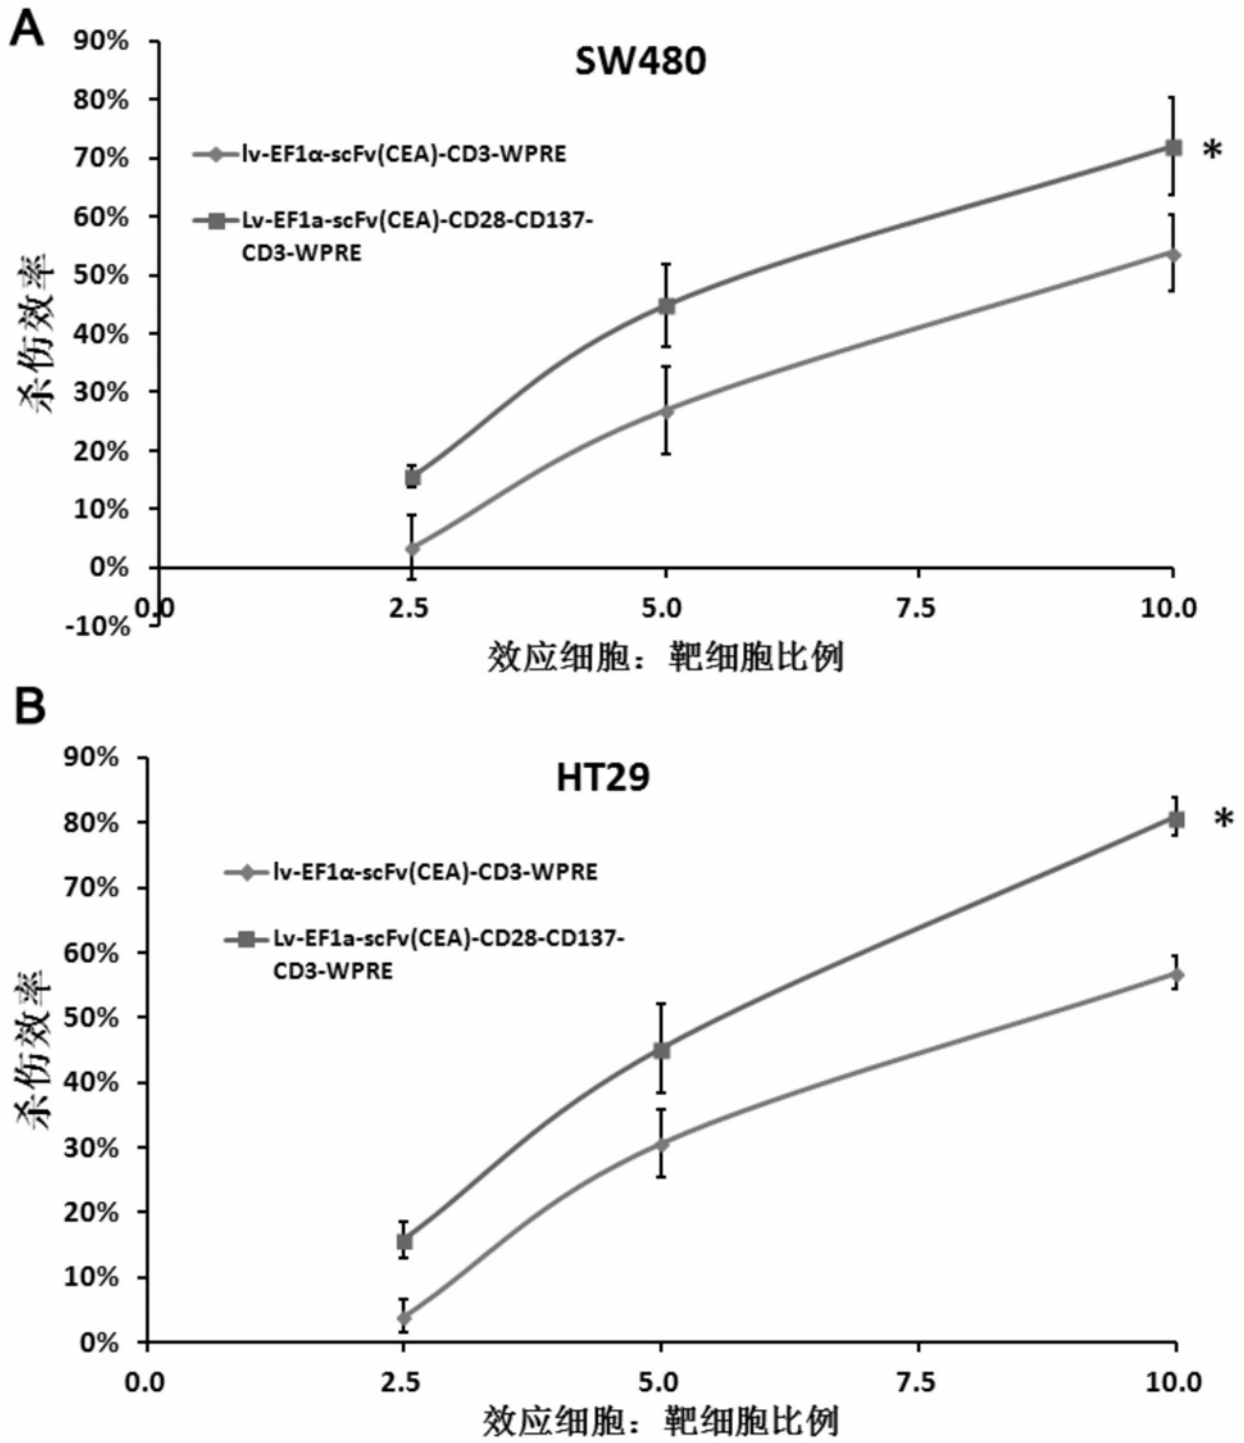 A
SW480
90%
80%
70%
60%
50%
40%
30%
20%
10%
0%
-10%
lv-EF1α-scFv(CEA)-CD3-WPRE
Lv-EF1a-scFv(CEA)-CD28-CD137-
CD3-WPRE
杀伤效率
0.0
2.5
5.0
7.5
10.0
*
效应细胞：靶细胞比例
B
HT29
90%
80%
70%
60%
50%
40%
30%
20%
10%
0%
lv-EF1α-scFv(CEA)-CD3-WPRE
Lv-EF1a-scFv(CEA)-CD28-CD137-
CD3-WPRE
杀伤效率
0.0
2.5
5.0
7.5
10.0
*
效应细胞：靶细胞比例